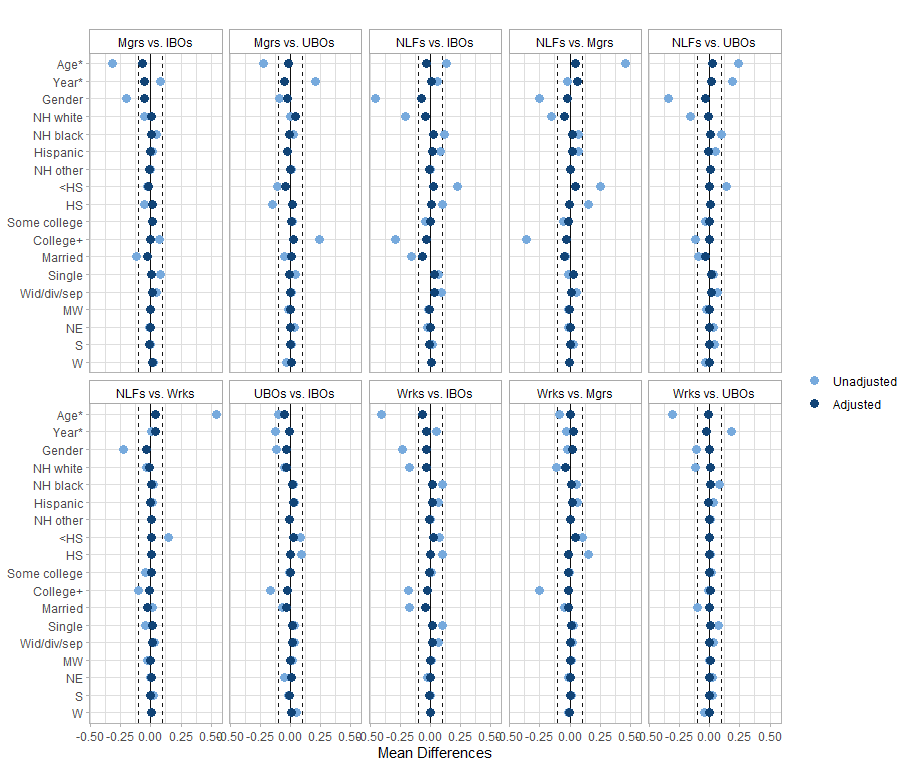 Mgrs vs. IBOs Mgrs vs. UBOs NLFs vs. IBOs NLFs vs. Mgrs NLFs vs. UBOs
Age*
Year*
Gender
NH white
NH black
Hispanic
NH other
<HS
HS
Some college
College+
Married
Single
Wid/div/sep
MW
NE
S
W
NLFs vs. Wrks UBOs vs. IBOs Wrks vs. IBOs Wrks vs. Mgrs Wrks vs. UBOs
Age*
Year*
Gender
NH white
NH black
Hispanic
NH other
<HS
HS
Some college
College+
Married
Single
Wid/div/sep
MW
NE
S
W
-0.50 -0.25 0.00 0.25 0.50 -0.50 -0.25 0.00 0.25 0.50 -0.50 -0.25 0.00 0.25 0.50 -0.50 -0.25 0.00 0.25 0.50 -0.50 -0.25 0.00 0.25 0.50
Mean Differences
Unadjusted
Adjusted